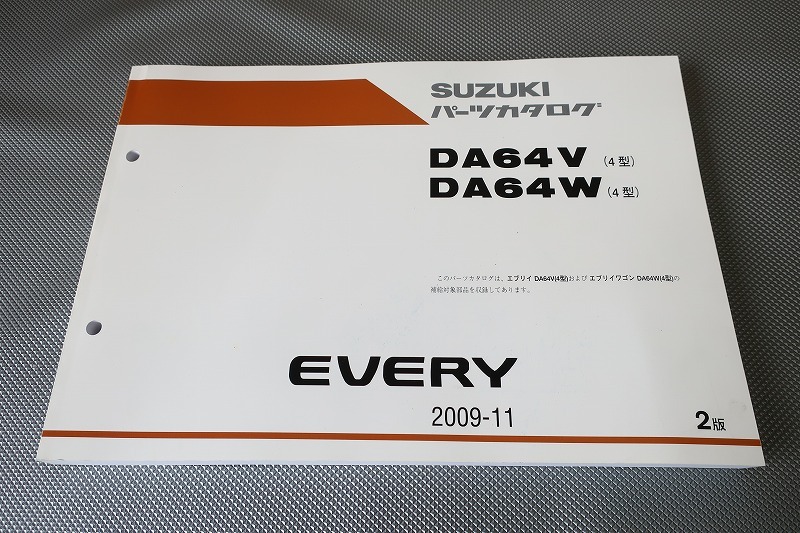 SUZUKI
パーツカタログ
DA64V (4型)
DA64W (4型)
このパーツカタログは、エブリイ DA64V(4型)および エブリイワゴン DA64W(4型)の
補給対象部品を収録してあります。
EVERY
2009-11
2版